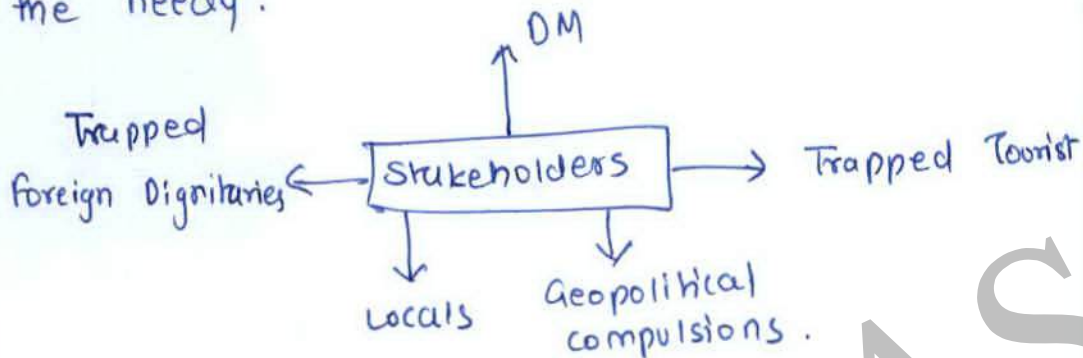 the needy.
DM
Trapped
Foreign Dignitaries
Stakeholders
Trapped Tourist
Locals
Geopolitical
compulsions.